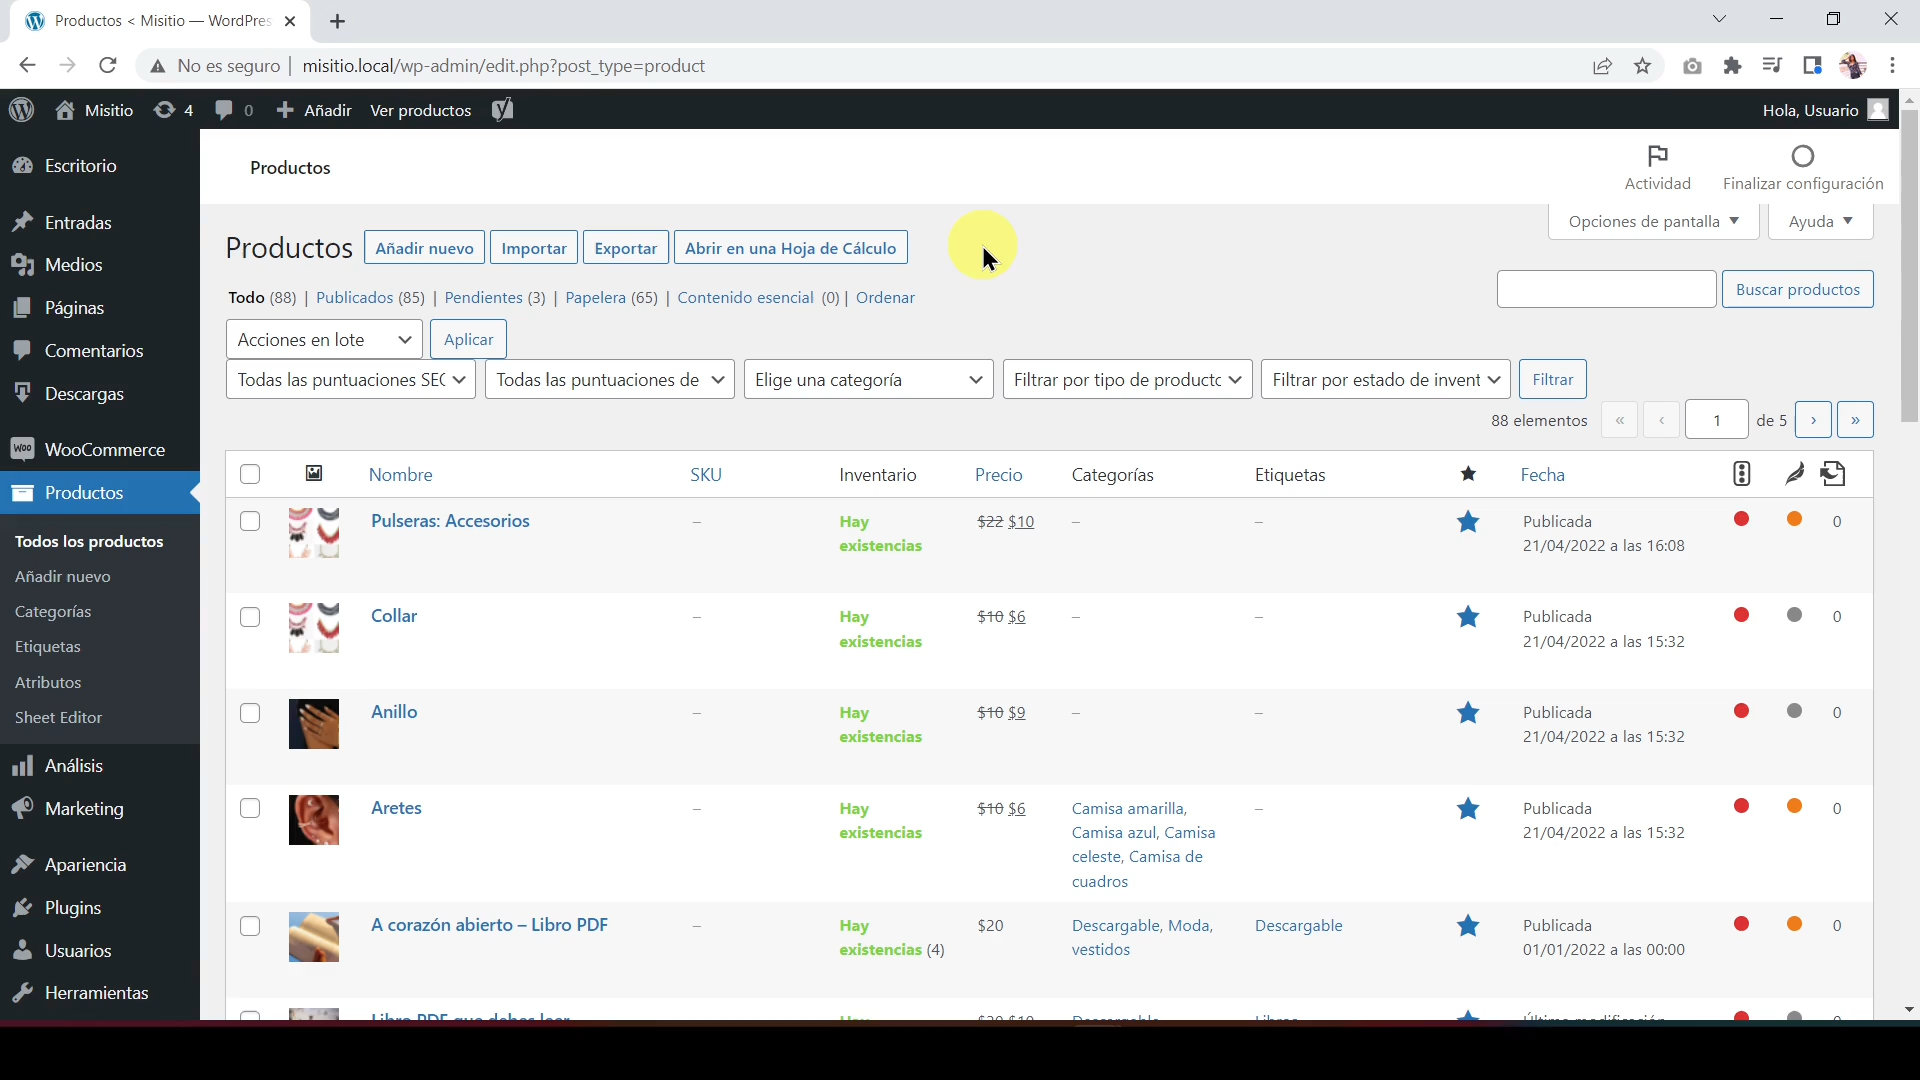 Productos < Misitio — WordPres
No es seguro | misitio.local/wp-admin/edit.php?post_type=product
Misitio 4 0 Añadir Ver productos Hola, Usuario
Escritorio
Entradas
Medios
Páginas
Comentarios
Descargas
WooCommerce
Productos
Todos los productos
Añadir nuevo
Categorías
Etiquetas
Atributos
Sheet Editor
Análisis
Marketing
Apariencia
Plugins
Usuarios
Herramientas
Productos
Actividad Finalizar configuración
Opciones de pantalla Ayuda
Productos Añadir nuevo Importar Exportar Abrir en una Hoja de Cálculo
Todo (88) | Publicados (85) | Pendientes (3) | Papelera (65) | Contenido esencial (0) | Ordenar
Buscar productos
Acciones en lote Aplicar
Todas las puntuaciones SEC Todas las puntuaciones de Elige una categoría Filtrar por tipo de producto Filtrar por estado de invent Filtrar
88 elementos « ‹ 1 de 5 › »
Nombre SKU Inventario Precio Categorías Etiquetas Fecha
Pulseras: Accesorios – Hay existencias $22 $10 – – Publicada 0
21/04/2022 a las 16:08
Collar – Hay existencias $10 $6 – – Publicada 0
21/04/2022 a las 15:32
Anillo – Hay existencias $10 $9 – – Publicada 0
21/04/2022 a las 15:32
Aretes – Hay existencias $10 $6 Camisa amarilla, – Publicada 0
Camisa azul, Camisa 21/04/2022 a las 15:32
celeste, Camisa de
cuadros
A corazón abierto – Libro PDF – Hay $20 Descargable, Moda, Descargable Publicada 0
existencias (4) vestidos 01/01/2022 a las 00:00